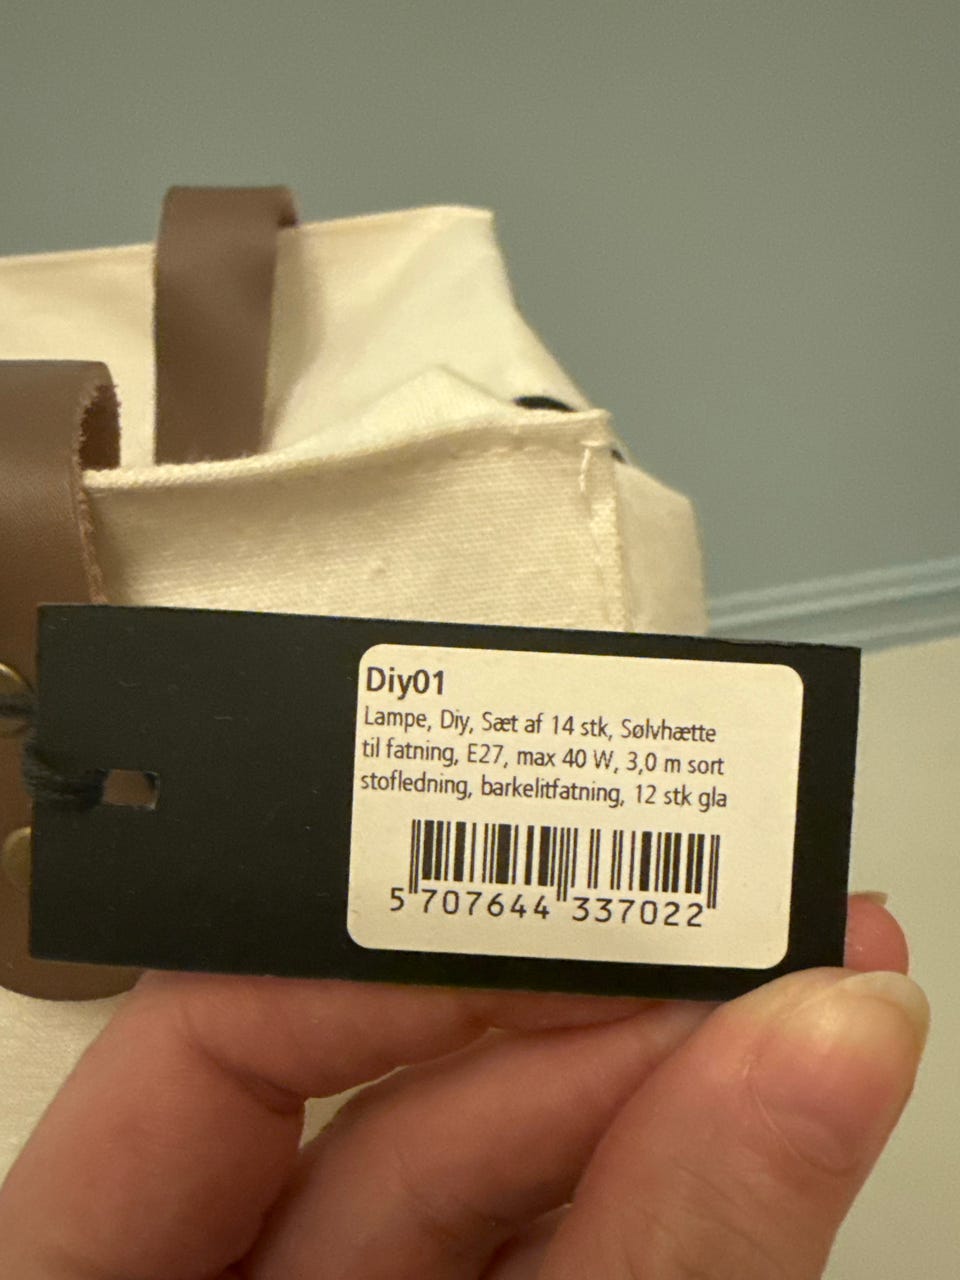 Diy01
Lampe, Diy, Sæt af 14 stk, Sølvhætte
til fatning, E27, max 40 W, 3,0 m sort
stofledning, barkelitfatning, 12 stk gla
5 707644 337022